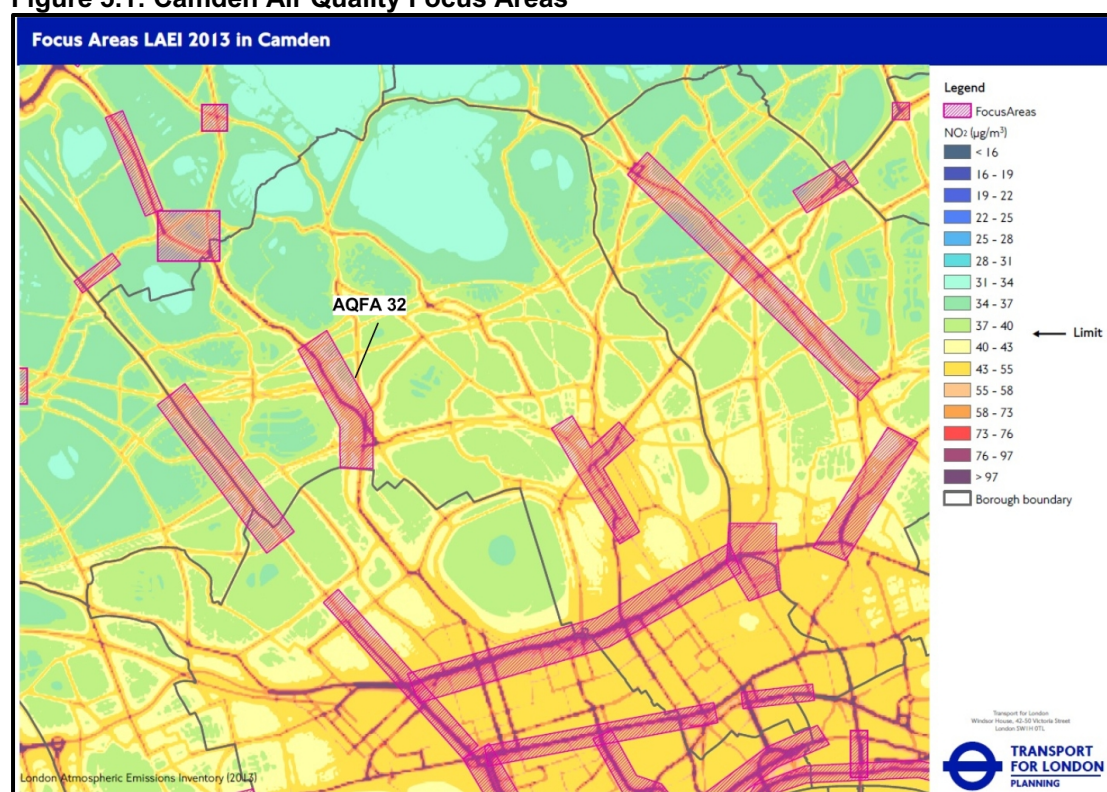 Figure 5.1: Camden Air Quality Focus Areas
Focus Areas LAEI 2013 in Camden
AQFA 32
London Atmospheric Emissions Inventory (2013)
Legend
FocusAreas
NO2 (µg/m³)
< 16
16 - 19
19 - 22
22 - 25
25 - 28
28 - 31
31 - 34
34 - 37
37 - 40
Limit
40 - 43
43 - 55
55 - 58
58 - 73
73 - 76
76 - 97
> 97
Borough boundary
Transport for London
Windsor House, 42-50 Victoria Street
London SW1H 0TL
TRANSPORT
FOR LONDON
PLANNING